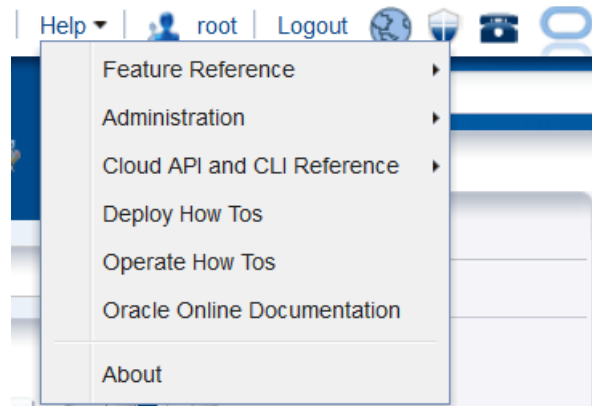 Help root Logout
Feature Reference
Administration
Cloud API and CLI Reference
Deploy How Tos
Operate How Tos
Oracle Online Documentation
About